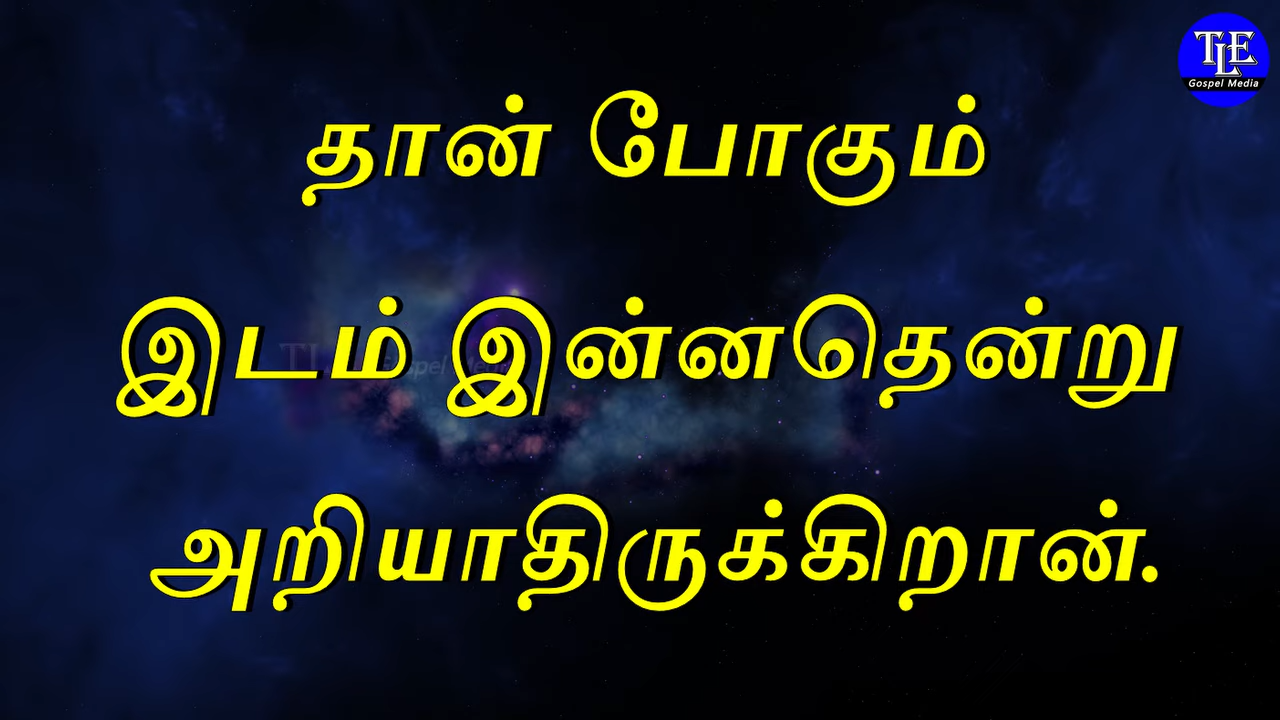 TLE
Gospel Media
தான் போகும்
இடம் இன்னதென்று
அறியாதிருக்கிறான்.